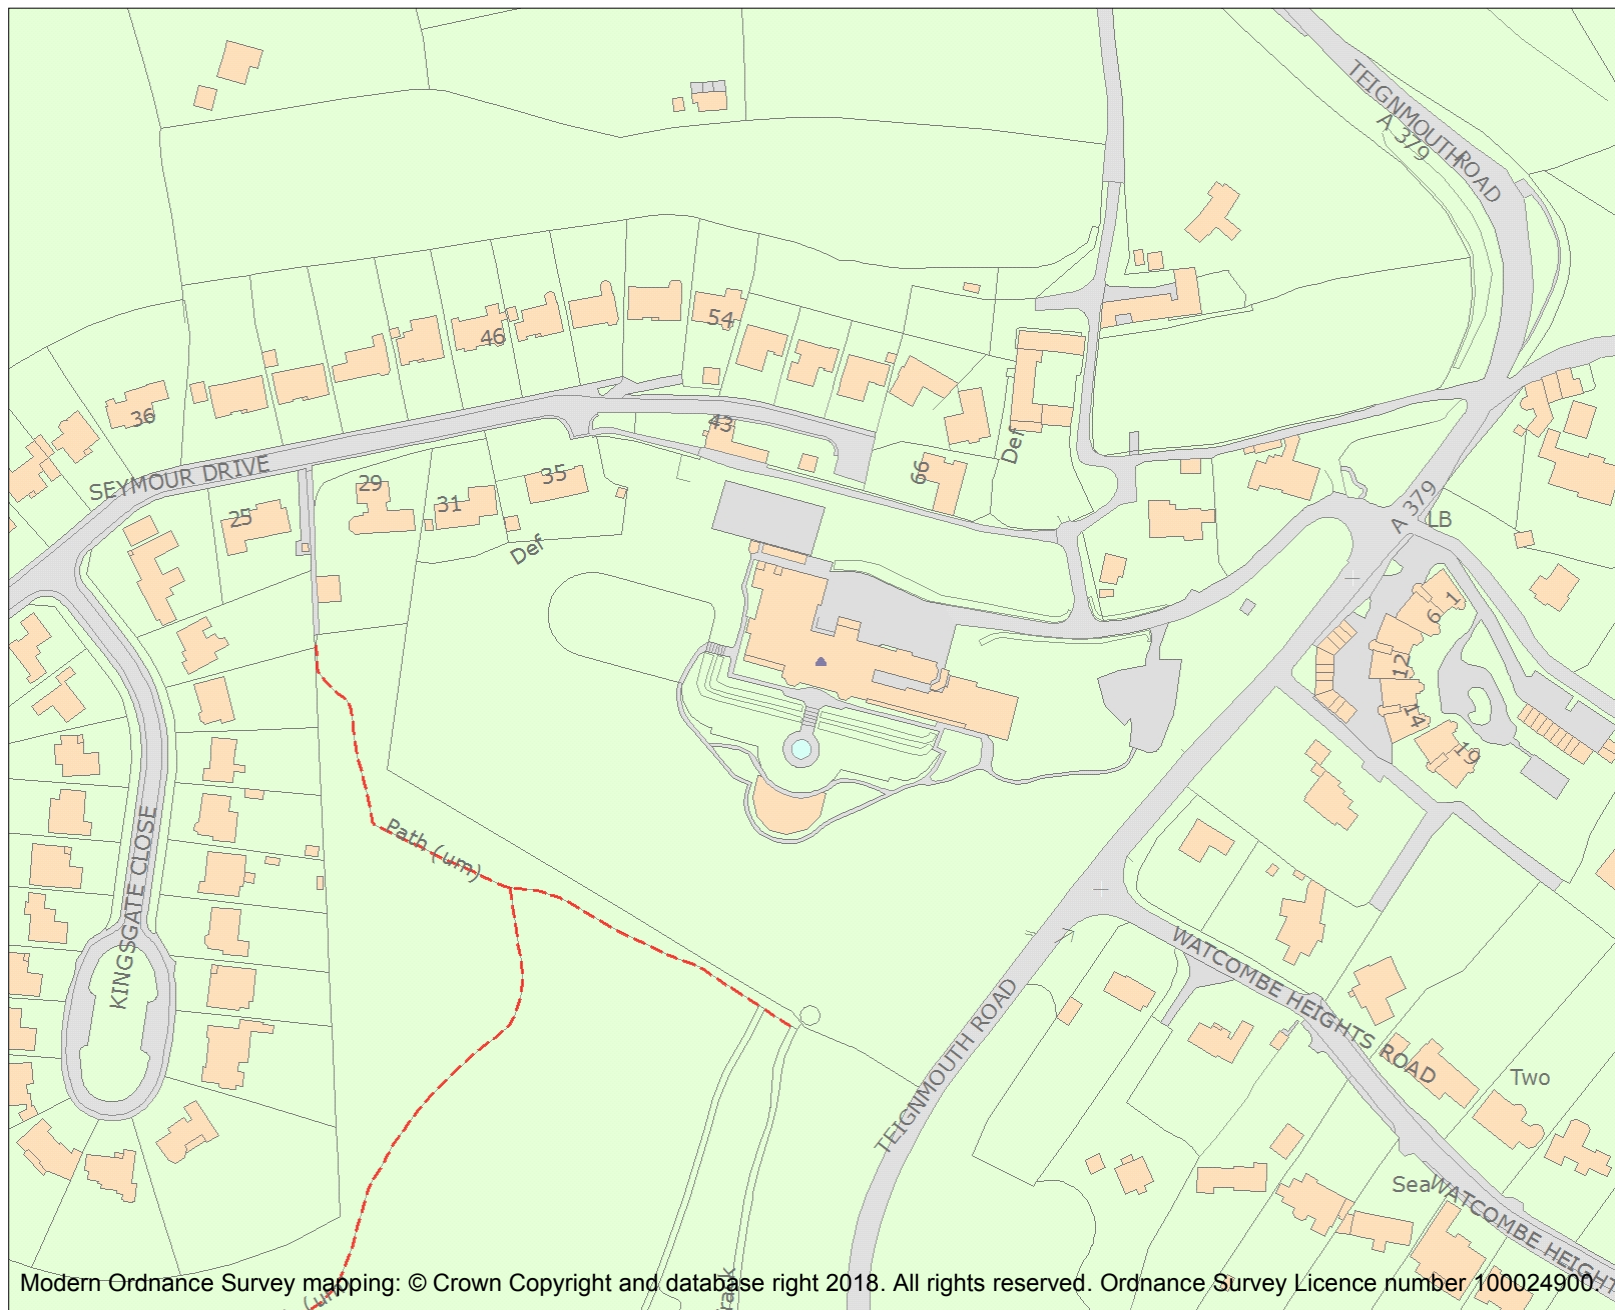 TEIGNMOUTH ROAD
A 379
54
46
36
43
SEYMOUR DRIVE
29
35
31
25
66
Def
Def
A 379
LB
1
6
12
14
19
Path (um)
KINGSGATE CLOSE
WATCOMBE HEIGHTS ROAD
TEIGNMOUTH ROAD
Two
Sea
WATCOMBE HEIGHT
Modern Ordnance Survey mapping: © Crown Copyright and database right 2018. All rights reserved. Ordnance Survey Licence number 100024900.